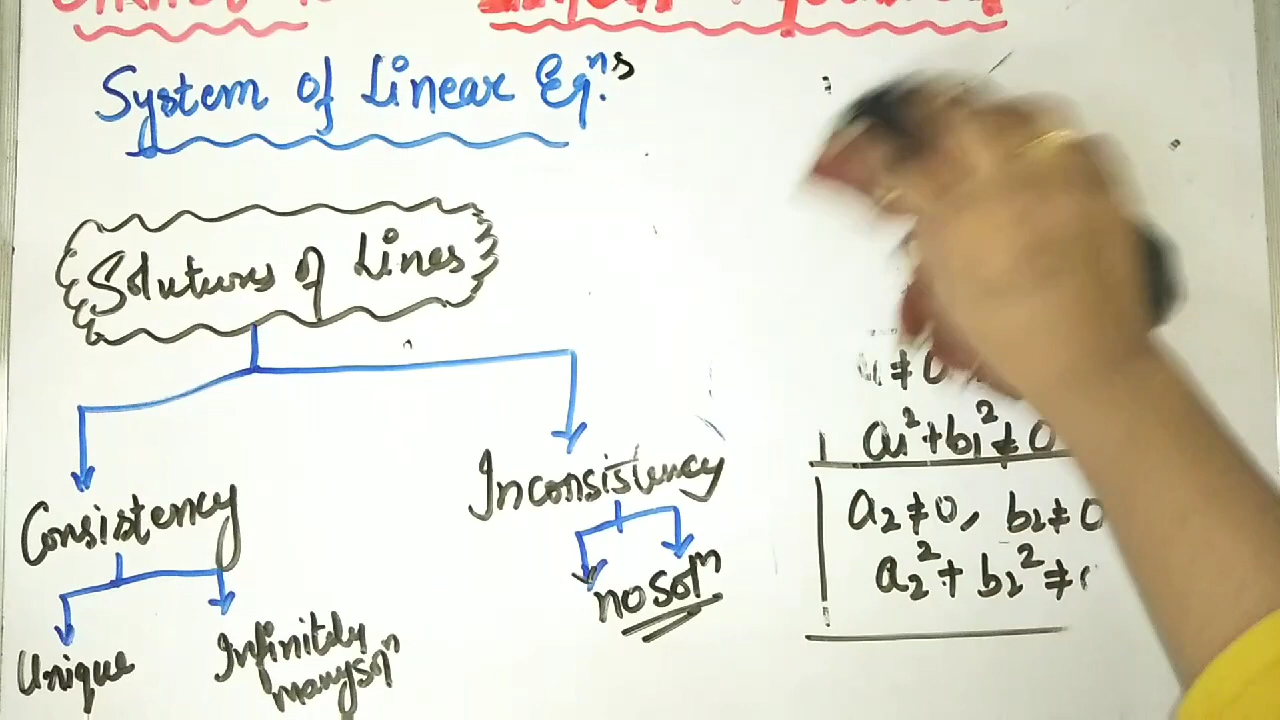 System of Linear Eqⁿs
Solutions of Lines
Consistency
Inconsistency
Unique
Infinitely
many solⁿ
no solⁿ
≠ 0
a₁² + b₁² ≠ 0
a₂ ≠ 0, b₂ ≠ 0
a₂² + b₂² ≠